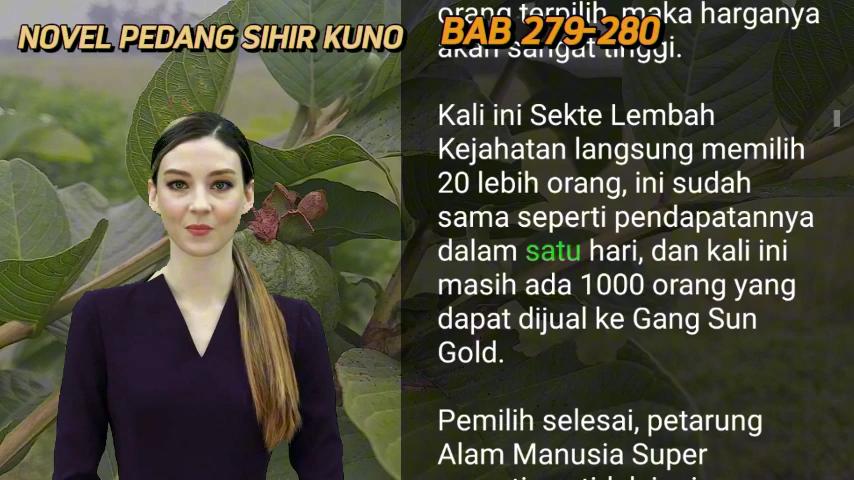 NOVEL PEDANG SIHIR KUNO
BAB 279-280
orang terpilih, maka harganya
akan sangat tinggi.
Kali ini Sekte Lembah
Kejahatan langsung memilih
20 lebih orang, ini sudah
sama seperti pendapatannya
dalam satu hari, dan kali ini
masih ada 1000 orang yang
dapat dijual ke Gang Sun
Gold.
Pemilih selesai, petarung
Alam Manusia Super